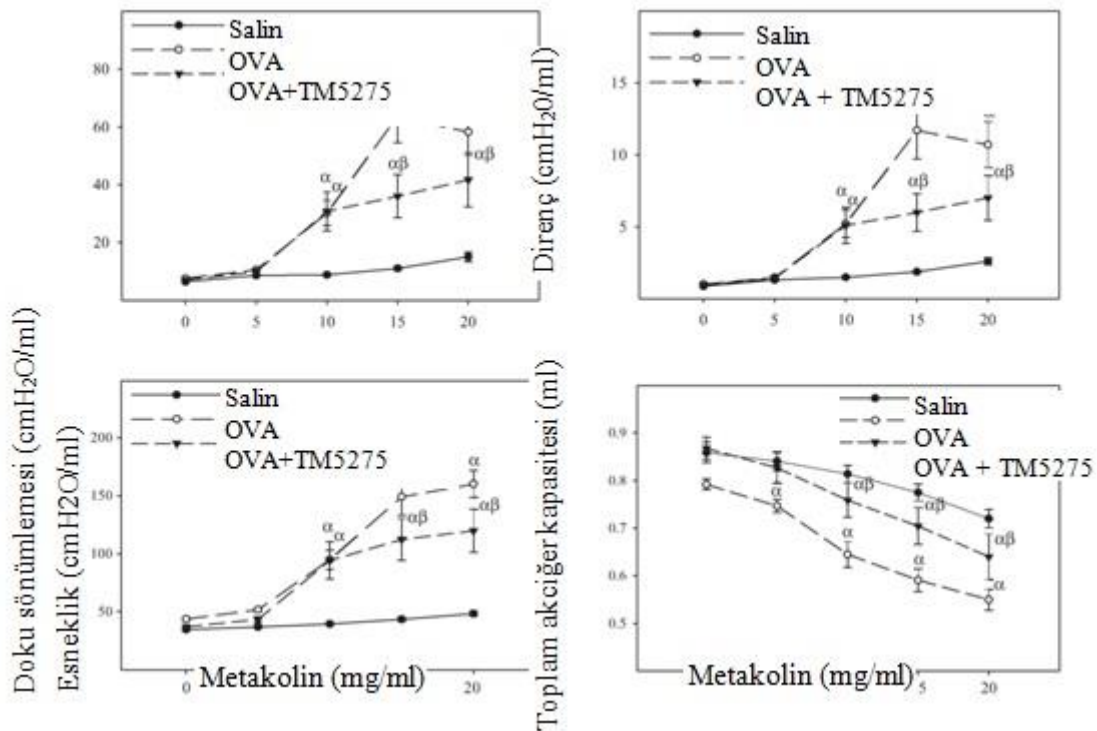 Salin
OVA
OVA+TM5275
80
60
40
20
α
α
αβ
αβ
0
5
10
15
20
Direnç (cmH₂0/ml)
Salin
OVA
OVA + TM5275
15
10
5
α
α
αβ
αβ
0
5
10
15
20
Doku sönümlemesi (cmH₂O/ml)
Esneklik (cm H2O/ml)
Salin
OVA
OVA+TM5275
200
150
100
50
α
α
αβ
α
αβ
0
Metakolin (mg/ml)
20
Toplam akciğer kapasitesi (ml)
Salin
OVA
OVA + TM5275
0.9
0.8
0.7
0.6
0.5
α
αβ
α
αβ
α
αβ
α
0
Metakolin (mg/ml)
5
20